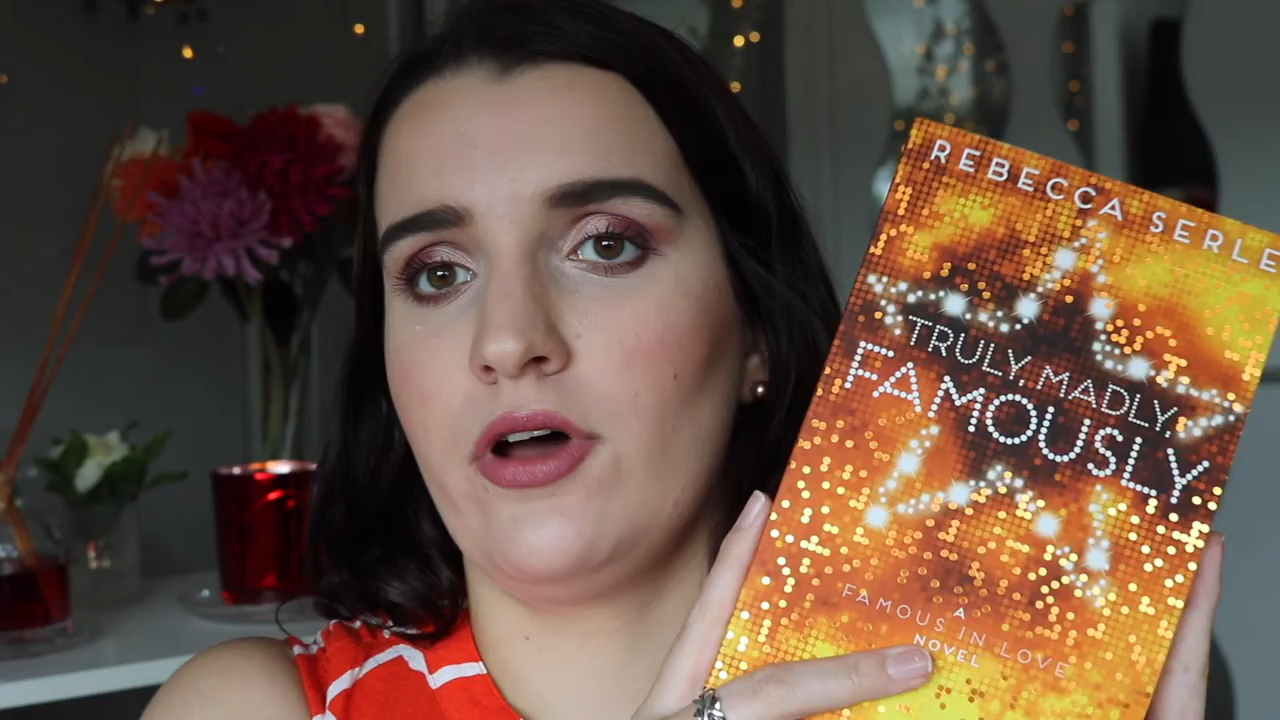 REBECCA SERLE
TRULY, MADLY,
FAMOUSLY
A
FAMOUS IN LOVE
NOVEL